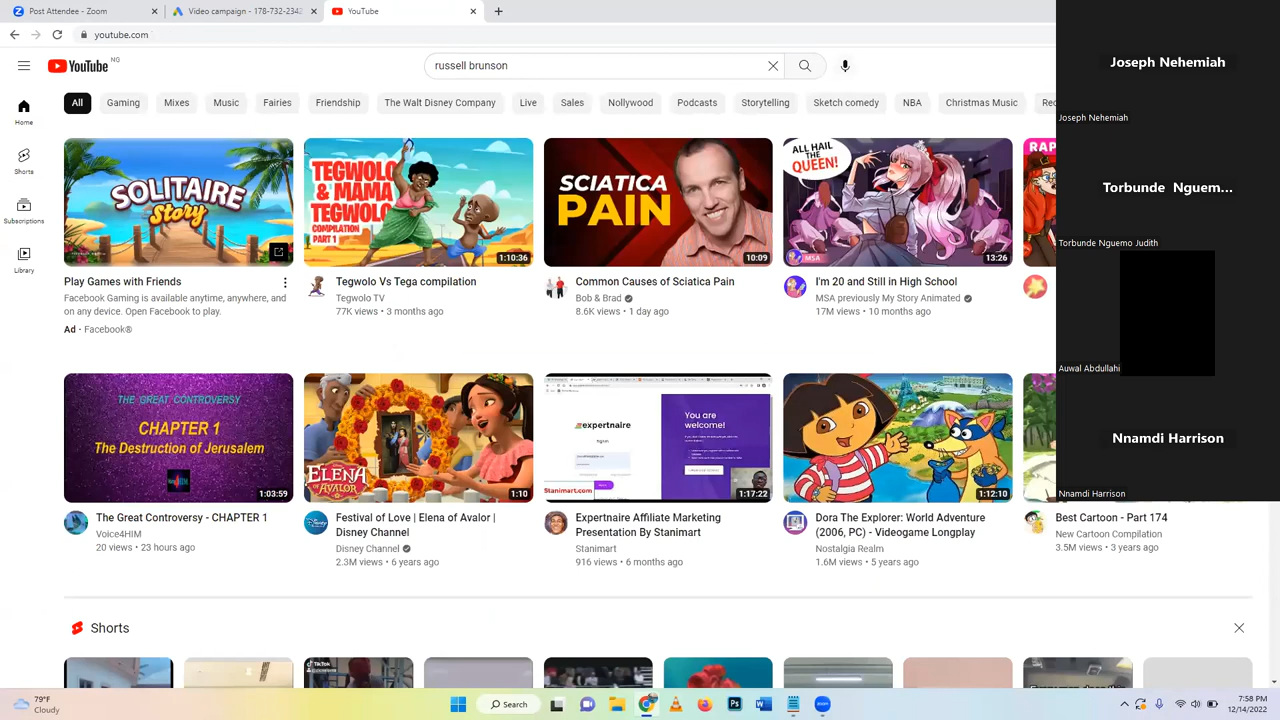 Post Attendee - Zoom
Video campaign - 178-732-2342
YouTube
youtube.com
YouTube
NG
russell brunson
All
Gaming
Mixes
Music
Fairies
Friendship
The Walt Disney Company
Live
Sales
Nollywood
Podcasts
Storytelling
Sketch comedy
NBA
Christmas Music
Home
Shorts
Subscriptions
Library
SOLITAIRE
Story
TEGWOLO
& MAMA
TEGWOLO
COMPILATION
PART 1
1:10:36
SCIATICA
PAIN
10:09
ALL HAIL
THE
QUEEN!
MSA
13:26
RAP
Play Games with Friends
Facebook Gaming is available anytime, anywhere, and
on any device. Open Facebook to play.
Ad - Facebook®
Tegwolo Vs Tega compilation
Tegwolo TV
77K views • 3 months ago
Common Causes of Sciatica Pain
Bob & Brad
8.6K views • 1 day ago
I'm 20 and Still in High School
MSA previously My Story Animated
17M views • 10 months ago
THE GREAT CONTROVERSY
CHAPTER 1
The Destruction of Jerusalem
1:03:59
ELENA
OF AVALOR
1:10
expertnaire
You are
welcome!
Stanimart.com
1:17:22
1:12:10
The Great Controversy - CHAPTER 1
Voice4HIM
20 views • 23 hours ago
Festival of Love | Elena of Avalor |
Disney Channel
Disney Channel
2.3M views • 6 years ago
Expertnaire Affiliate Marketing
Presentation By Stanimart
Stanimart
916 views • 6 months ago
Dora The Explorer: World Adventure
(2006, PC) - Videogame Longplay
Nostalgia Realm
1.6M views • 5 years ago
Best Cartoon - Part 174
New Cartoon Compilation
3.5M views • 3 years ago
Shorts
TikTok
Joseph Nehemiah
Joseph Nehemiah
Torbunde Nguem...
Torbunde Nguemo Judith
Auwal Abdullahi
Nnamdi Harrison
Nnamdi Harrison
79°F
Cloudy
Search
7:58 PM
12/14/2022